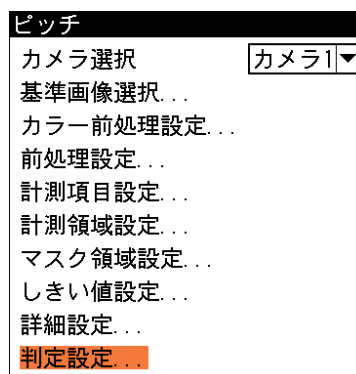 ピッチ
カメラ選択 カメラ1
基準画像選択...
カラー前処理設定...
前処理設定...
計測項目設定...
計測領域設定...
マスク領域設定...
しきい値設定...
詳細設定...
判定設定...